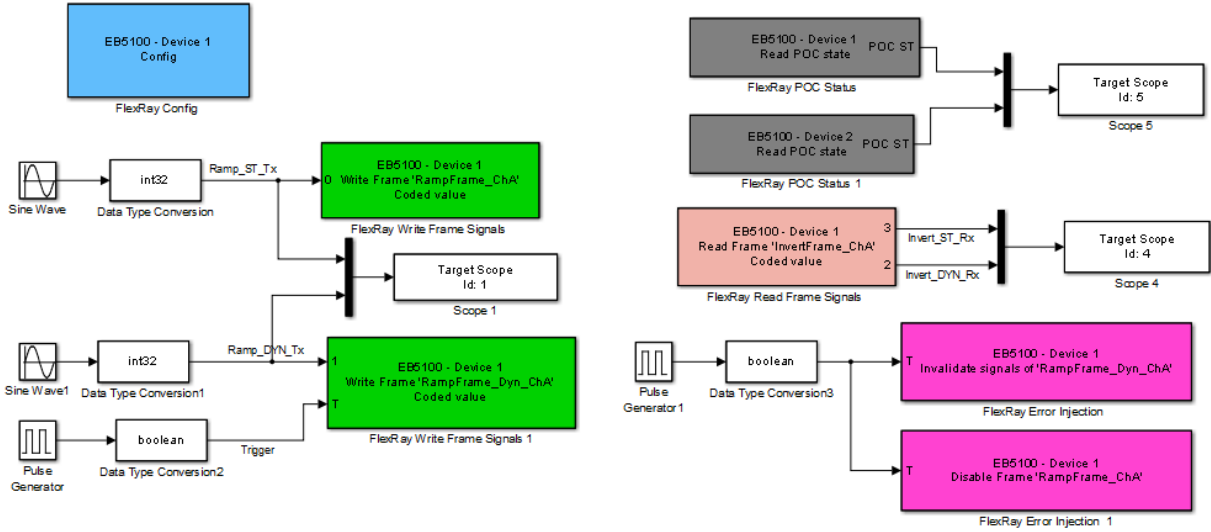 EB5100 - Device 1
Config
FlexRay Config
Sine Wave
int32
Data Type Conversion
Ramp_ST_Tx
0
EB5100 - Device 1
Write Frame 'RampFrame_ChA'
Coded value
FlexRay Write Frame Signals
Target Scope
Id: 1
Scope 1
Sine Wave1
int32
Data Type Conversion1
Ramp_DYN_Tx
1
T
EB5100 - Device 1
Write Frame 'RampFrame_Dyn_ChA'
Coded value
FlexRay Write Frame Signals 1
Pulse
Generator
boolean
Data Type Conversion2
Trigger
EB5100 - Device 1
Read POC state
POC ST
FlexRay POC Status
EB5100 - Device 2
Read POC state
POC ST
FlexRay POC Status 1
Target Scope
Id: 5
Scope 5
EB5100 - Device 1
Read Frame 'InvertFrame_ChA'
Coded value
3
2
FlexRay Read Frame Signals
Invert_ST_Rx
Invert_DYN_Rx
Target Scope
Id: 4
Scope 4
Pulse
Generator1
boolean
Data Type Conversion3
T
EB5100 - Device 1
Invalidate signals of 'RampFrame_Dyn_ChA'
FlexRay Error Injection
T
EB5100 - Device 1
Disable Frame 'RampFrame_ChA'
FlexRay Error Injection 1